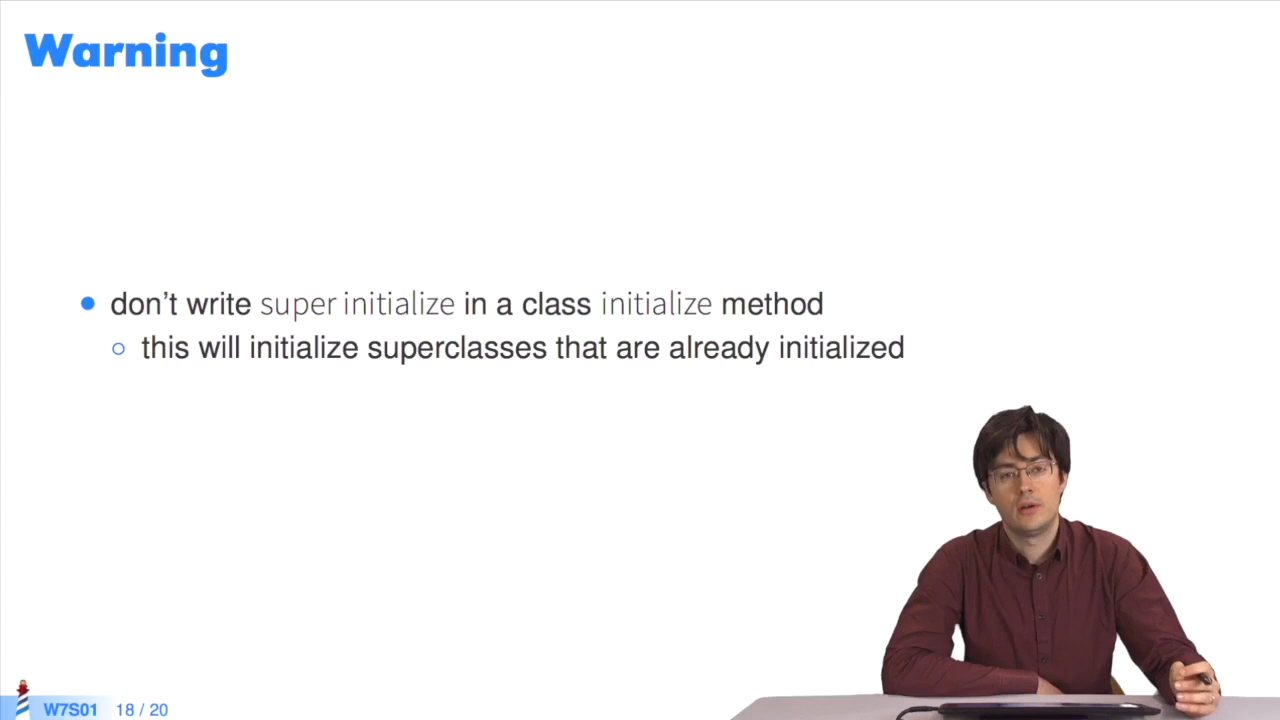 Warning
don't write super initialize in a class initialize method
this will initialize superclasses that are already initialized
W7S01 18 / 20